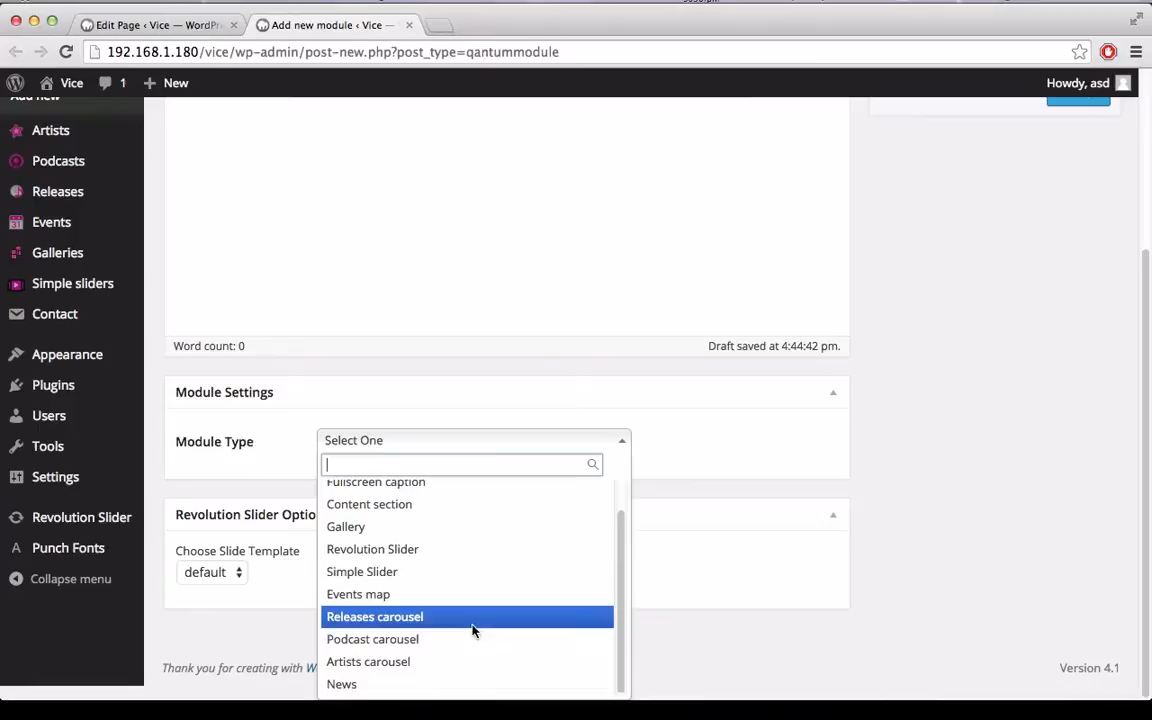 Edit Page ‹ Vice — WordPr
Add new module ‹ Vice —
192.168.1.180/vice/wp-admin/post-new.php?post_type=qantummodule
Vice
1
New
Howdy, asd
Add new
Artists
Podcasts
Releases
Events
Galleries
Simple sliders
Contact
Appearance
Plugins
Users
Tools
Settings
Revolution Slider
Punch Fonts
Collapse menu
Word count: 0
Draft saved at 4:44:42 pm.
Module Settings
Module Type
Select One
Fullscreen caption
Content section
Gallery
Revolution Slider
Simple Slider
Events map
Releases carousel
Podcast carousel
Artists carousel
News
Revolution Slider Optio
Choose Slide Template
default
Thank you for creating with W
Version 4.1